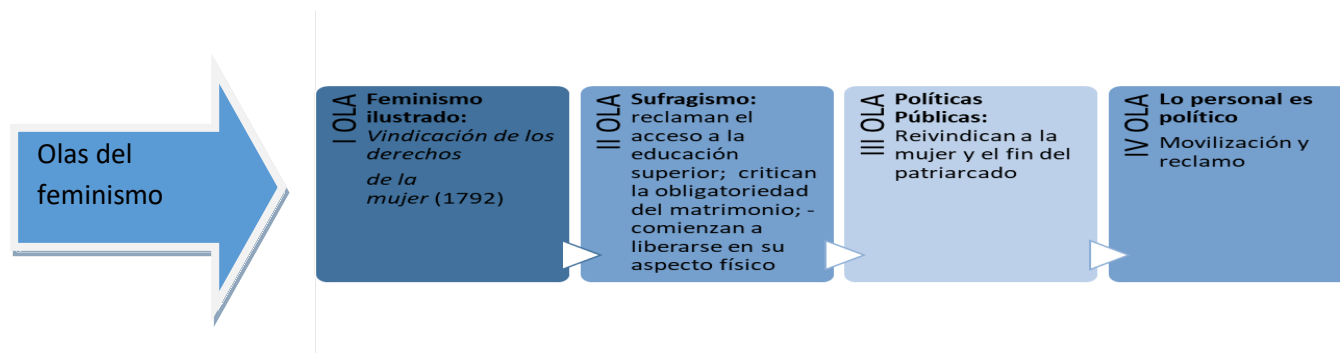 Olas del
feminismo
I OLA
Feminismo
ilustrado:
Vindicación de los
derechos
de la
mujer (1792)
II OLA
Sufragismo:
reclaman el
acceso a la
educación
superior; critican
la obligatoriedad
del matrimonio; -
comienzan a
liberarse en su
aspecto físico
III OLA
Políticas
Públicas:
Reivindican a la
mujer y el fin del
patriarcado
IV OLA
Lo personal es
político
Movilización y
reclamo